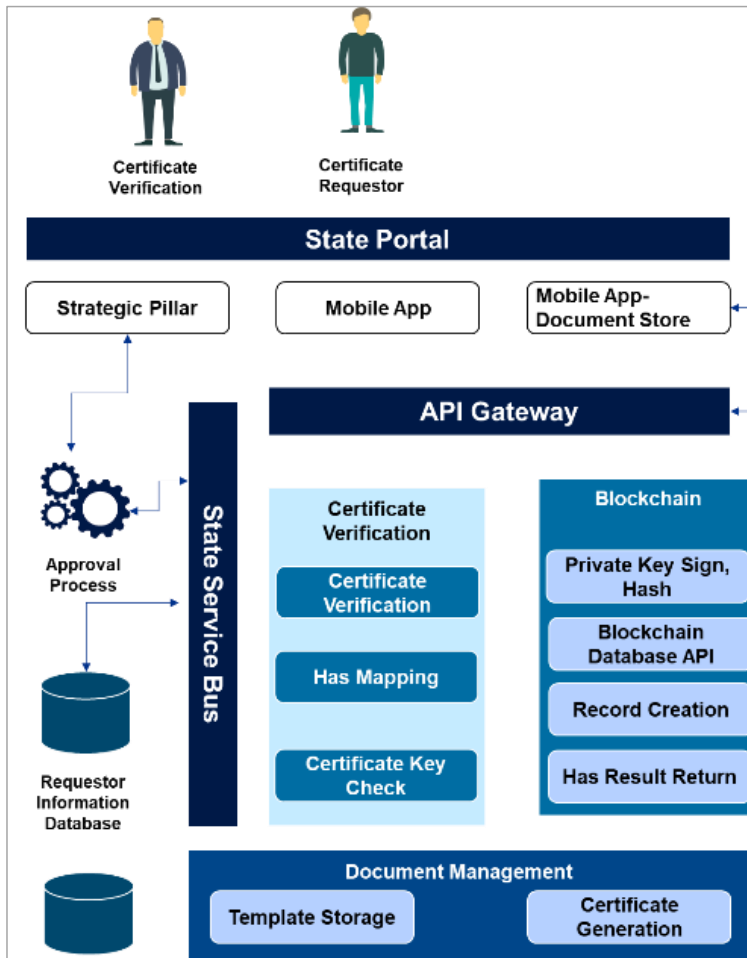 Certificate
Verification
Certificate
Requestor
State Portal
Strategic Pillar
Mobile App
Mobile App-
Document Store
API Gateway
State Service Bus
Approval
Process
Certificate
Verification
Certificate
Verification
Has Mapping
Certificate Key
Check
Blockchain
Private Key Sign,
Hash
Blockchain
Database API
Record Creation
Has Result Return
Requestor
Information
Database
Document Management
Template Storage
Certificate
Generation